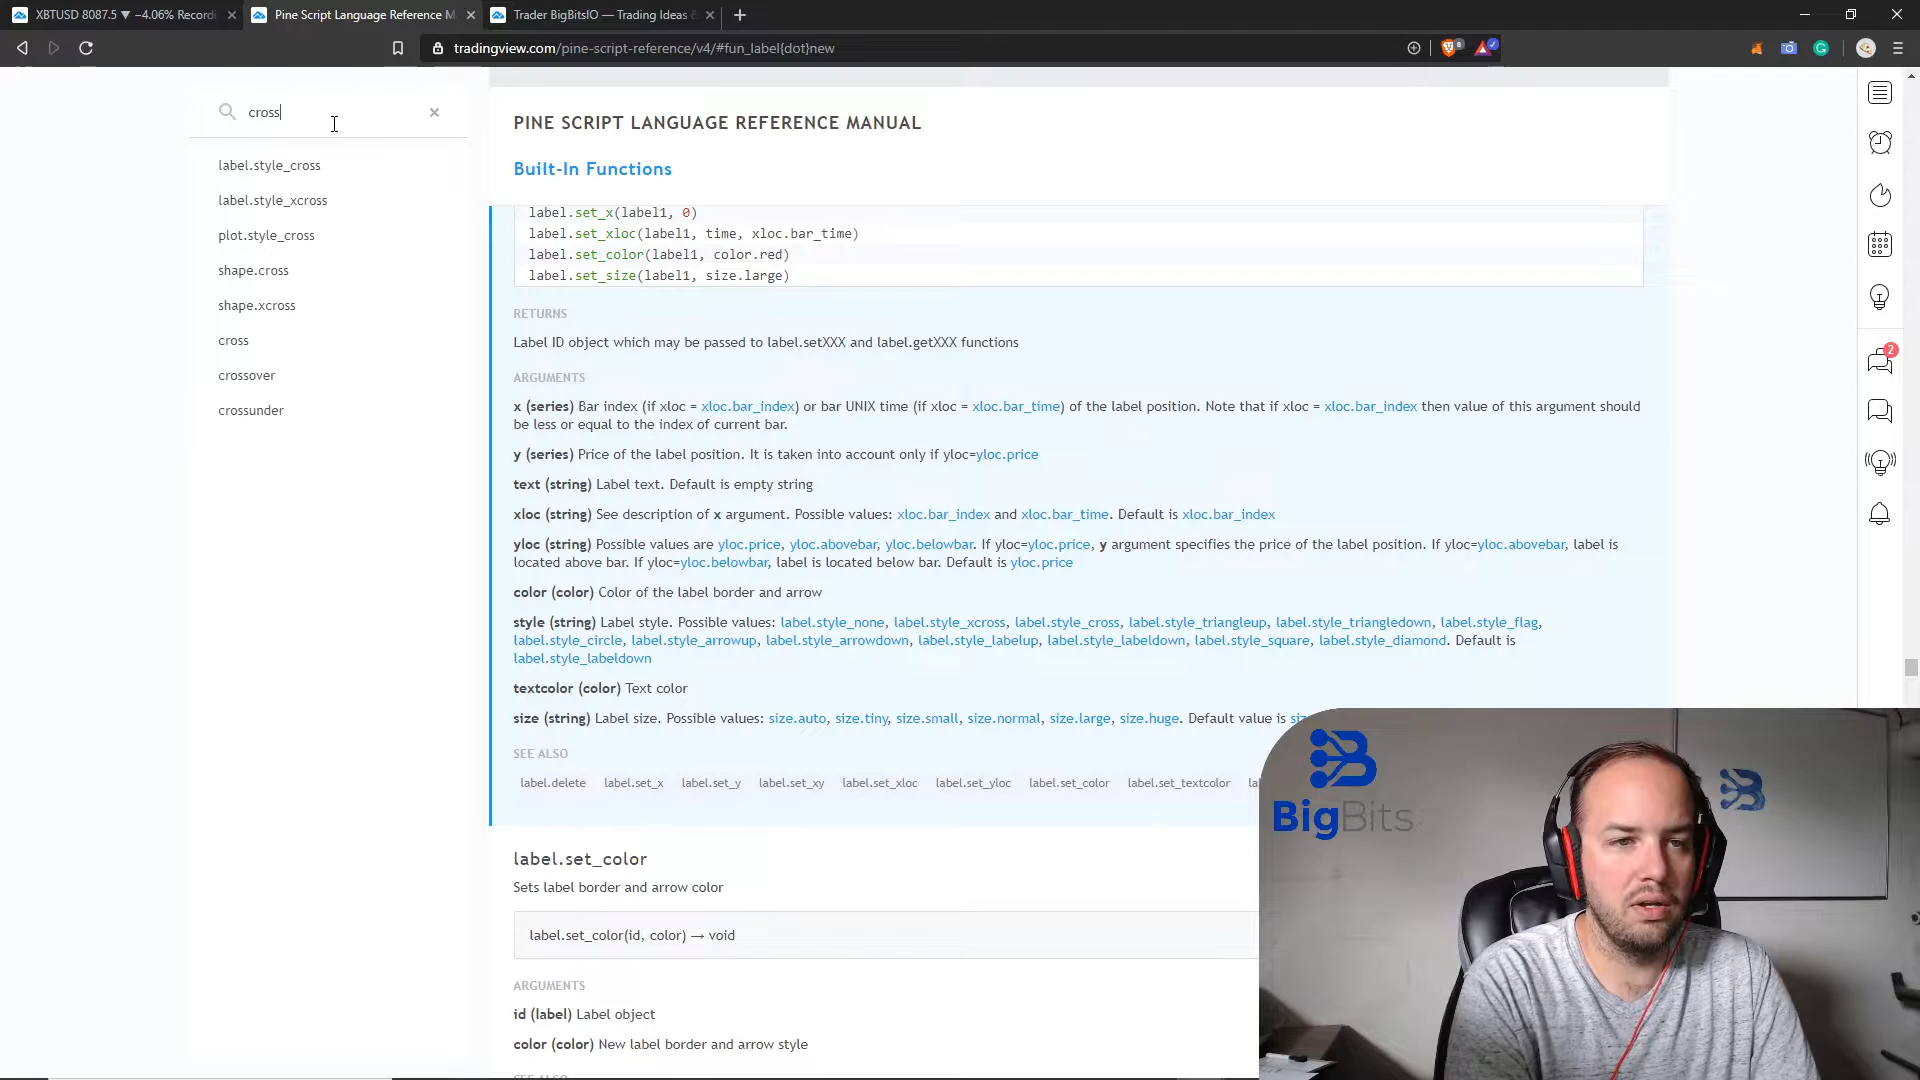 XBTUSD 8087.5 ▼ −4.06% Recordi
Pine Script Language Reference M
Trader BigBitsIO — Trading Ideas &
tradingview.com/pine-script-reference/v4/#fun_label{dot}new
8
cross
label.style_cross
label.style_xcross
plot.style_cross
shape.cross
shape.xcross
cross
crossover
crossunder
PINE SCRIPT LANGUAGE REFERENCE MANUAL
Built-In Functions
label.set_x(label1, 0)
label.set_xloc(label1, time, xloc.bar_time)
label.set_color(label1, color.red)
label.set_size(label1, size.large)
RETURNS
Label ID object which may be passed to label.setXXX and label.getXXX functions
ARGUMENTS
x (series) Bar index (if xloc = xloc.bar_index) or bar UNIX time (if xloc = xloc.bar_time) of the label position. Note that if xloc = xloc.bar_index then value of this argument should
be less or equal to the index of current bar.
y (series) Price of the label position. It is taken into account only if yloc=yloc.price
text (string) Label text. Default is empty string
xloc (string) See description of x argument. Possible values: xloc.bar_index and xloc.bar_time. Default is xloc.bar_index
yloc (string) Possible values are yloc.price, yloc.abovebar, yloc.belowbar. If yloc=yloc.price, y argument specifies the price of the label position. If yloc=yloc.abovebar, label is
located above bar. If yloc=yloc.belowbar, label is located below bar. Default is yloc.price
color (color) Color of the label border and arrow
style (string) Label style. Possible values: label.style_none, label.style_xcross, label.style_cross, label.style_triangleup, label.style_triangledown, label.style_flag,
label.style_circle, label.style_arrowup, label.style_arrowdown, label.style_labelup, label.style_labeldown, label.style_square, label.style_diamond. Default is
label.style_labeldown
textcolor (color) Text color
size (string) Label size. Possible values: size.auto, size.tiny, size.small, size.normal, size.large, size.huge. Default value is
SEE ALSO
label.delete label.set_x label.set_y label.set_xy label.set_xloc label.set_yloc label.set_color label.set_textcolor
label.set_color
Sets label border and arrow color
label.set_color(id, color) → void
ARGUMENTS
id (label) Label object
color (color) New label border and arrow style
2
BigBits